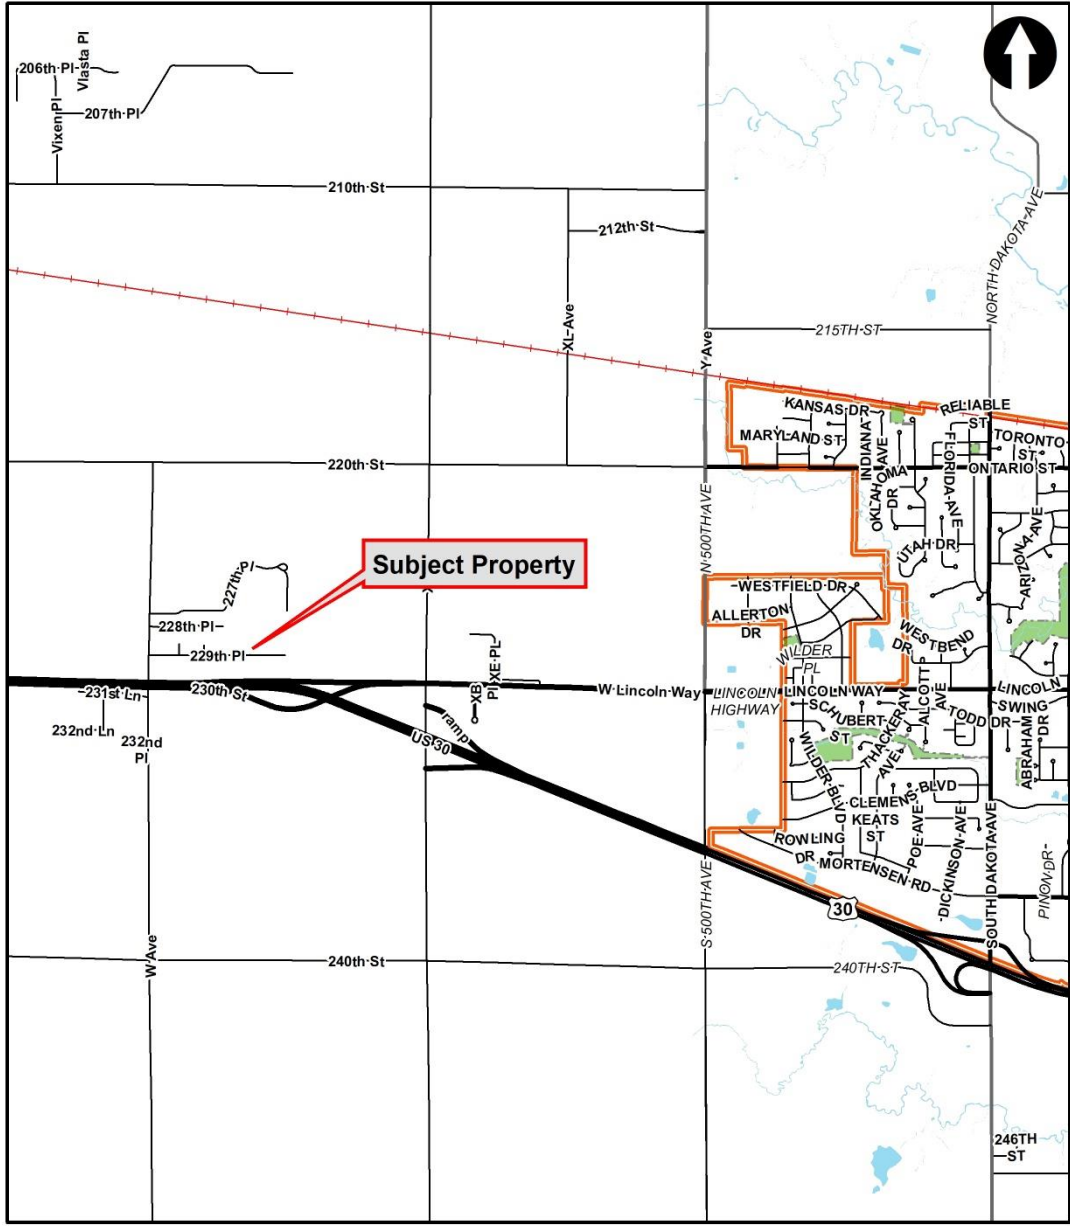 206th Pl
Vlasta Pl
Vixen Pl
207th Pl
210th St
212th St
NORTH DAKOTA AVE
XL Ave
Y Ave
215TH ST
KANSAS DR
RELIABLE
ST
MARYLAND ST
INDIANA
AVE
OKLAHOMA
DR
FLORIDA AVE
TORONTO
ST
ONTARIO ST
220th St
N 500TH AVE
UTAH DR
ARIZONA AVE
Subject Property
227th Pl
228th Pl
229th Pl
WESTFIELD DR
ALLERTON
DR
WESTBEND
DR
WILDER
PL
XE PL
XB
Pl
231st Ln
230th St
W Lincoln Way
LINCOLN
HIGHWAY
LINCOLN WAY
LINCOLN
SWING
232nd Ln
232nd
Pl
ramp
US 30
SCHUBERT
ST
THACKERAY
AVE
ALCOTT
AVE
TODD DR
ABRAHAM
DR
WILDER BLVD
CLEMENS BLVD
KEATS
ST
ROWLING
DR
MORTENSEN RD
POE AVE
DICKINSON AVE
SOUTH DAKOTA AVE
PINON DR
30
S 500TH AVE
W Ave
240th St
240TH ST
246TH
ST